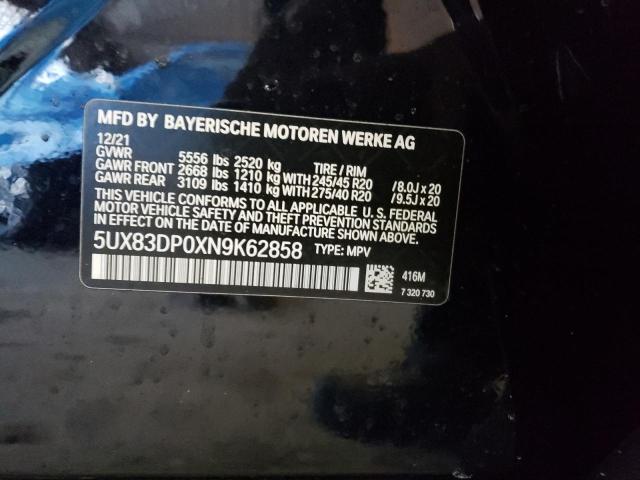 MFD BY BAYERISCHE MOTOREN WERKE AG
12/21
GVWR 5556 lbs 2520 kg TIRE / RIM
GAWR FRONT 2668 lbs 1210 kg WITH 245/45 R20 / 8.0J x 20
GAWR REAR 3109 lbs 1410 kg WITH 275/40 R20 / 9.5J x 20
THIS VEHICLE CONFORMS TO ALL APPLICABLE U. S. FEDERAL
MOTOR VEHICLE SAFETY AND THEFT PREVENTION STANDARDS
IN EFFECT ON THE DATE OF MANUFACTURE SHOWN ABOVE.
5UX83DP0XN9K62858 TYPE: MPV
416M
7 320 730